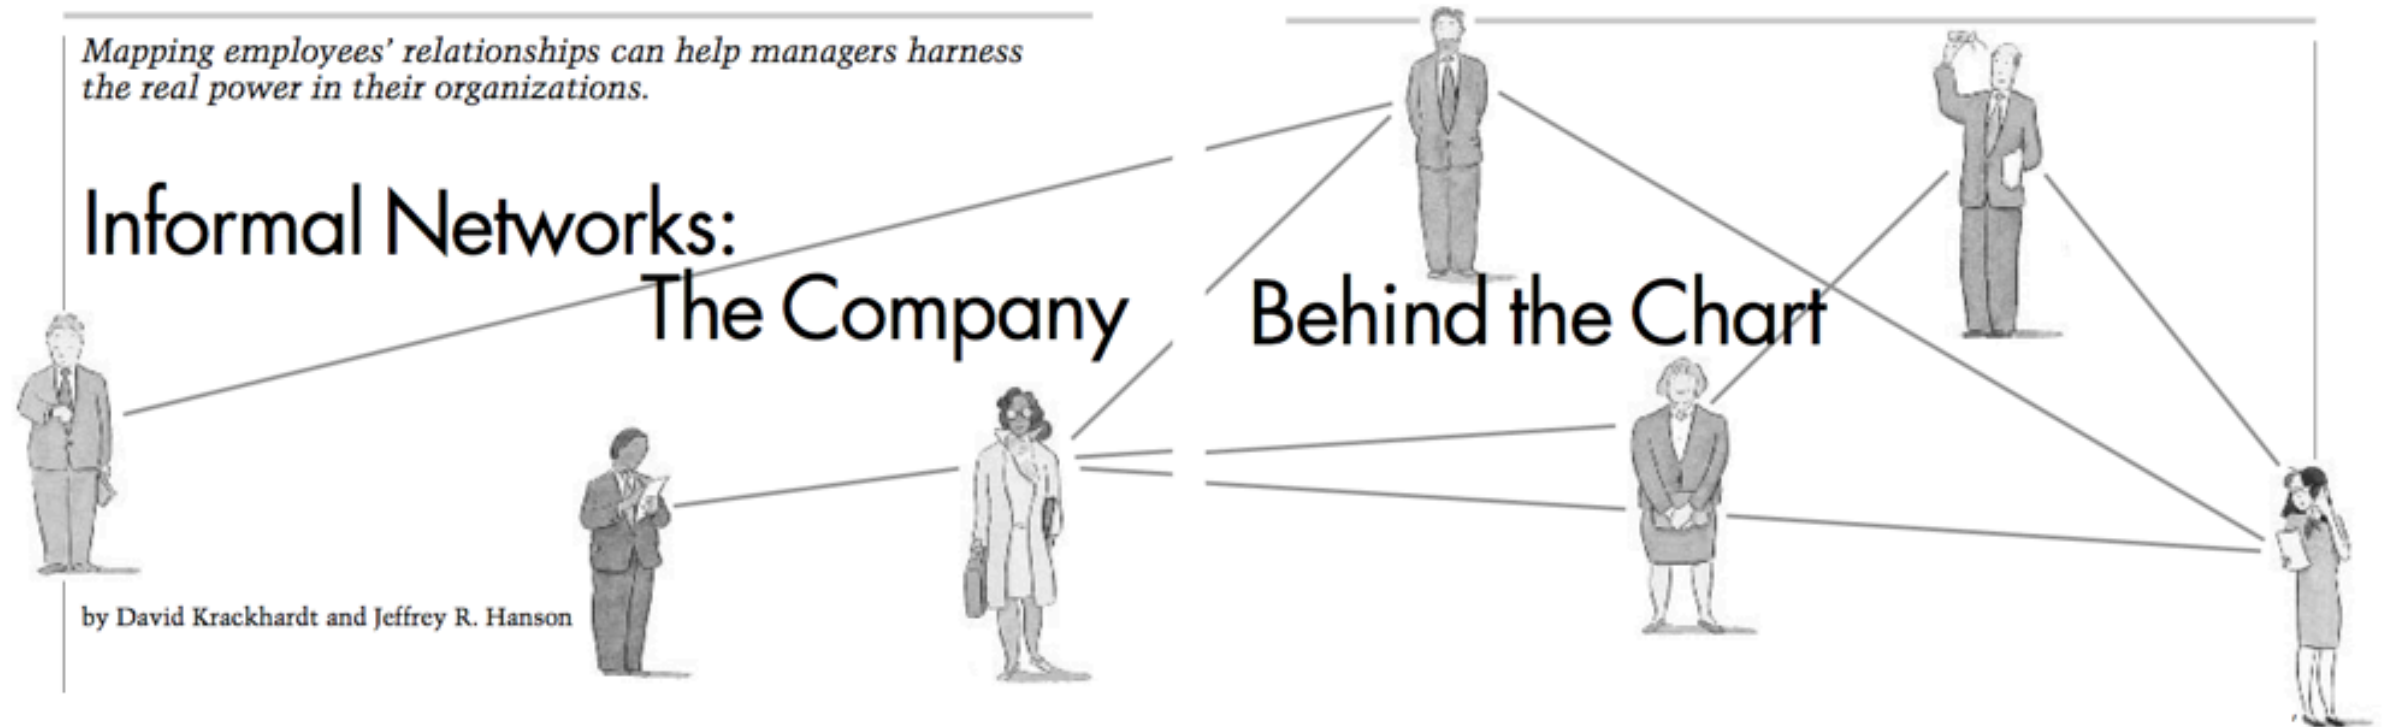 Mapping employees’ relationships can help managers harness
the real power in their organizations.
Informal Networks:
The Company Behind the Chart
by David Krackhardt and Jeffrey R. Hanson